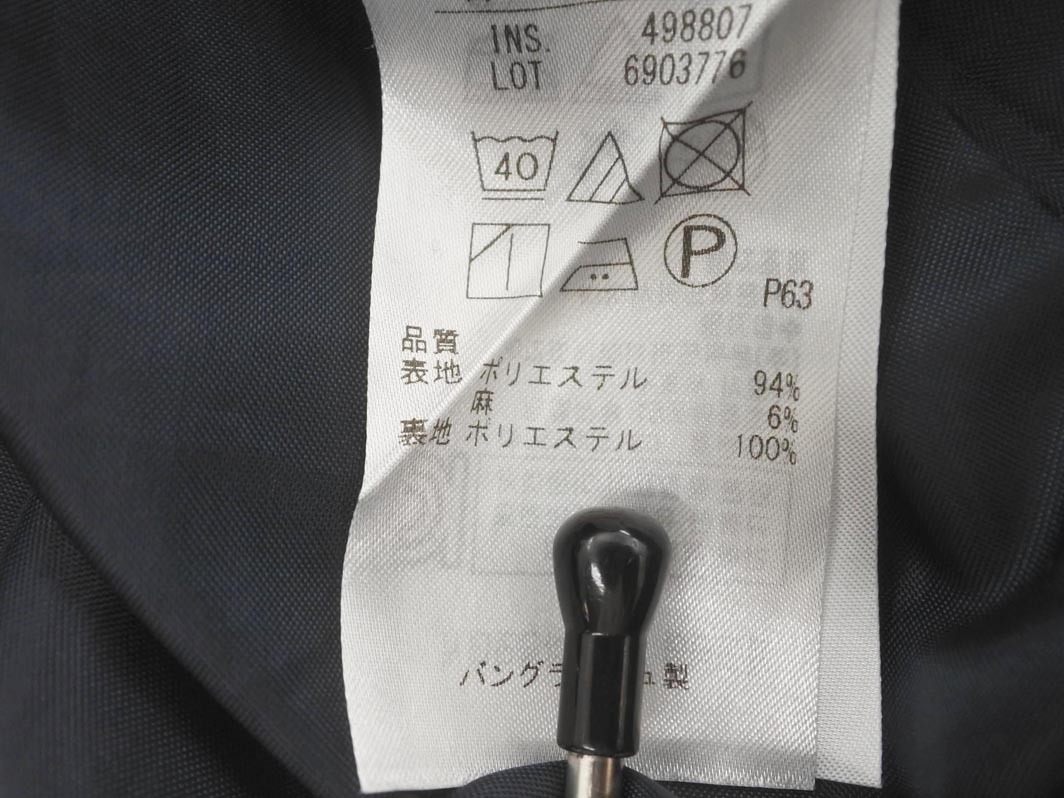 INS. 498807
LOT 6903776
40
P
P63
品質
表地 ポリエステル 94%
麻 6%
裏地 ポリエステル 100%
バングラ ュ製